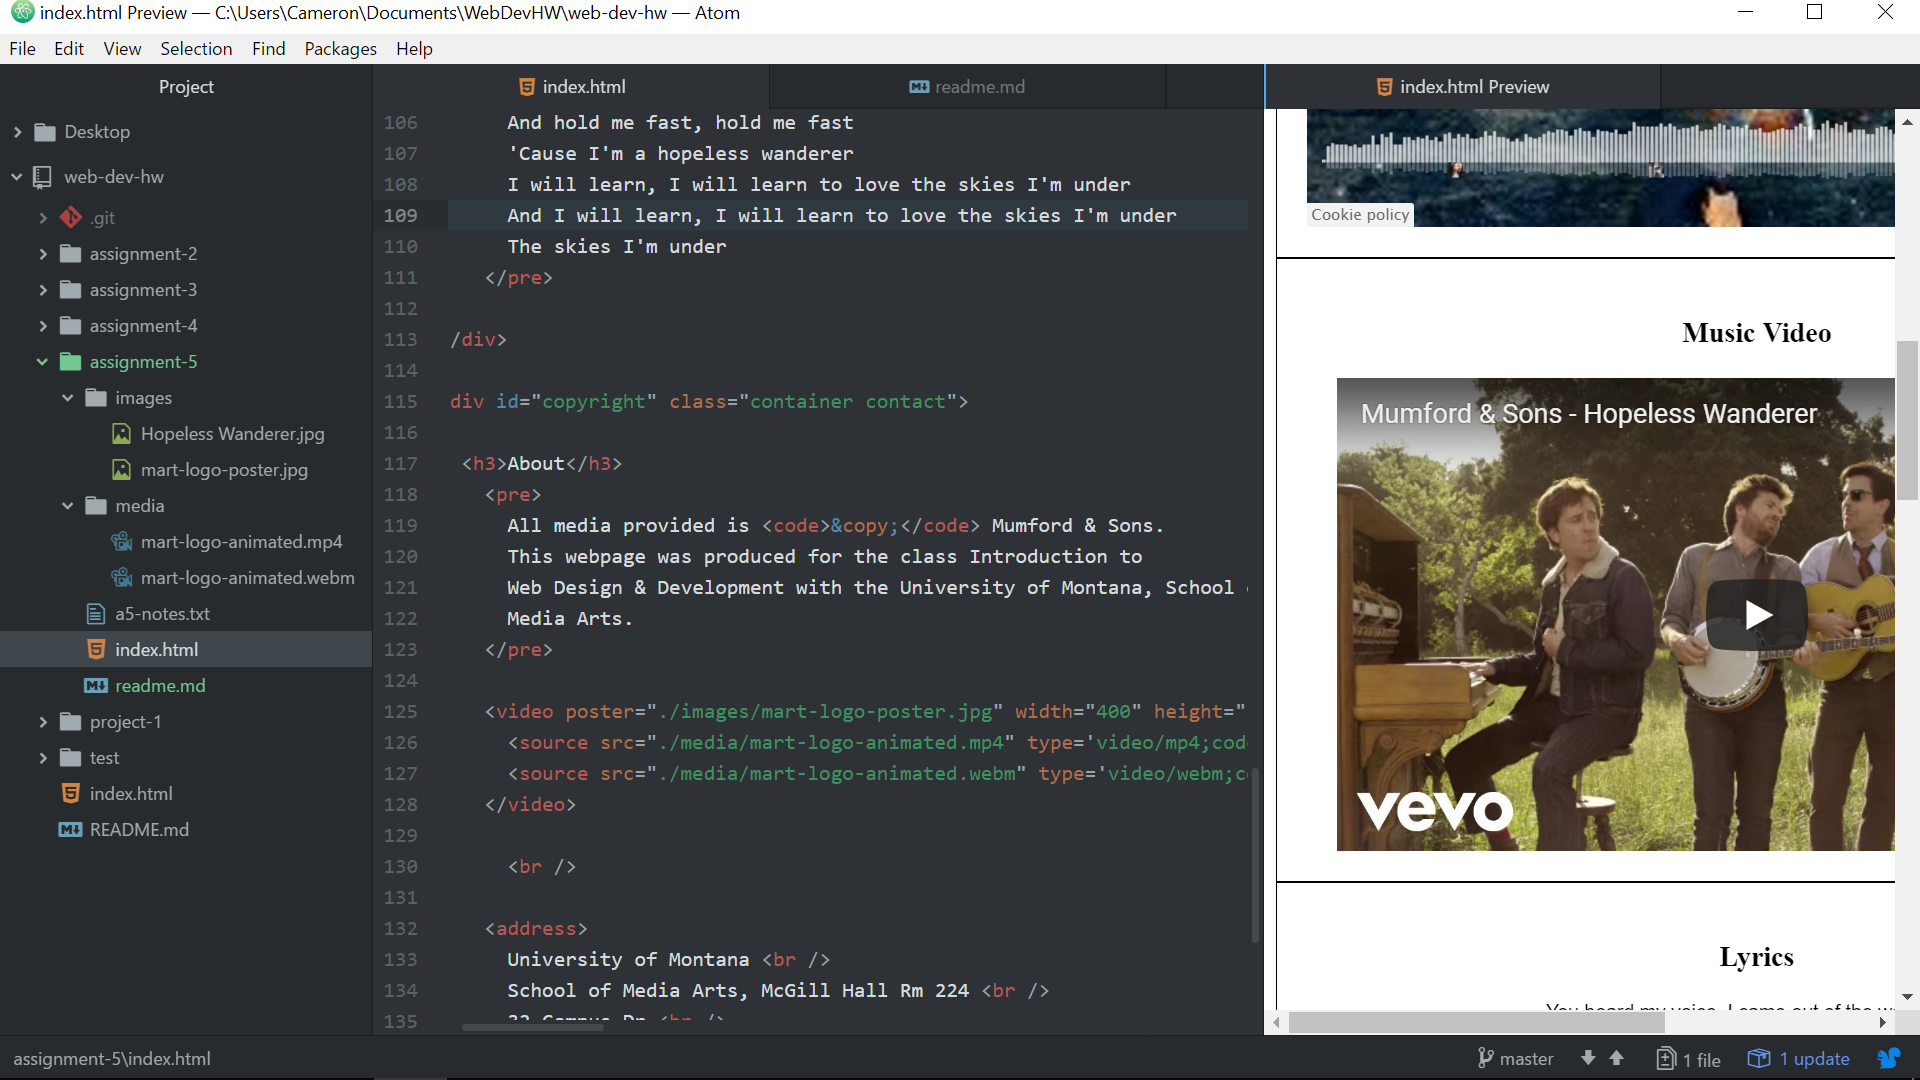 index.html Preview — C:\Users\Cameron\Documents\WebDevHW\web-dev-hw — Atom
File Edit View Selection Find Packages Help
Project
Desktop
web-dev-hw
.git
assignment-2
assignment-3
assignment-4
assignment-5
images
Hopeless Wanderer.jpg
mart-logo-poster.jpg
media
mart-logo-animated.mp4
mart-logo-animated.webm
a5-notes.txt
index.html
readme.md
project-1
test
index.html
README.md
index.html
readme.md
106 And hold me fast, hold me fast
107 'Cause I'm a hopeless wanderer
108 I will learn, I will learn to love the skies I'm under
109 And I will learn, I will learn to love the skies I'm under
110 The skies I'm under
111 </pre>
112
113 /div>
114
115 div id="copyright" class="container contact">
116
117 <h3>About</h3>
118 <pre>
119 All media provided is <code>&copy;</code> Mumford & Sons.
120 This webpage was produced for the class Introduction to
121 Web Design & Development with the University of Montana, School
122 Media Arts.
123 </pre>
124
125 <video poster="./images/mart-logo-poster.jpg" width="400" height="
126 <source src="./media/mart-logo-animated.mp4" type='video/mp4;cod
127 <source src="./media/mart-logo-animated.webm" type='video/webm;c
128 </video>
129
130 <br />
131
132 <address>
133 University of Montana <br />
134 School of Media Arts, McGill Hall Rm 224 <br />
135 32 Campus Dr <br />
index.html Preview
Cookie policy
Music Video
Mumford & Sons - Hopeless Wanderer
vevo
Lyrics
You heard my voice, I came out of the w
assignment-5\index.html
master
1 file
1 update